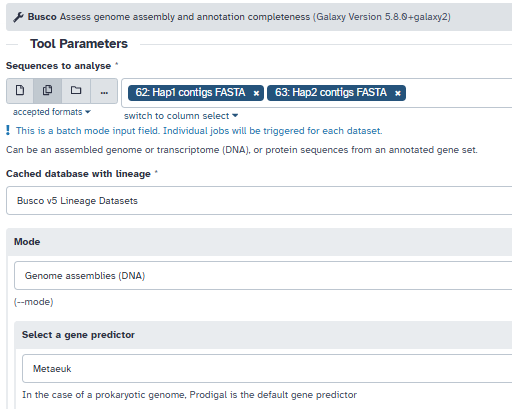 Busco Assess genome assembly and annotation completeness (Galaxy Version 5.8.0+galaxy2)
Tool Parameters
Sequences to analyse *
62: Hap1 contigs FASTA × 63: Hap2 contigs FASTA ×
accepted formats
switch to column select
! This is a batch mode input field. Individual jobs will be triggered for each dataset.
Can be an assembled genome or transcriptome (DNA), or protein sequences from an annotated gene set.
Cached database with lineage *
Busco v5 Lineage Datasets
Mode
Genome assemblies (DNA)
(--mode)
Select a gene predictor
Metaeuk
In the case of a prokaryotic genome, Prodigal is the default gene predictor